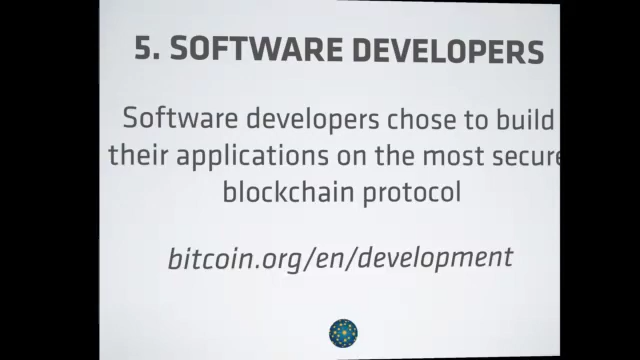 5. SOFTWARE DEVELOPERS
Software developers chose to build
their applications on the most secure
blockchain protocol
bitcoin.org/en/development